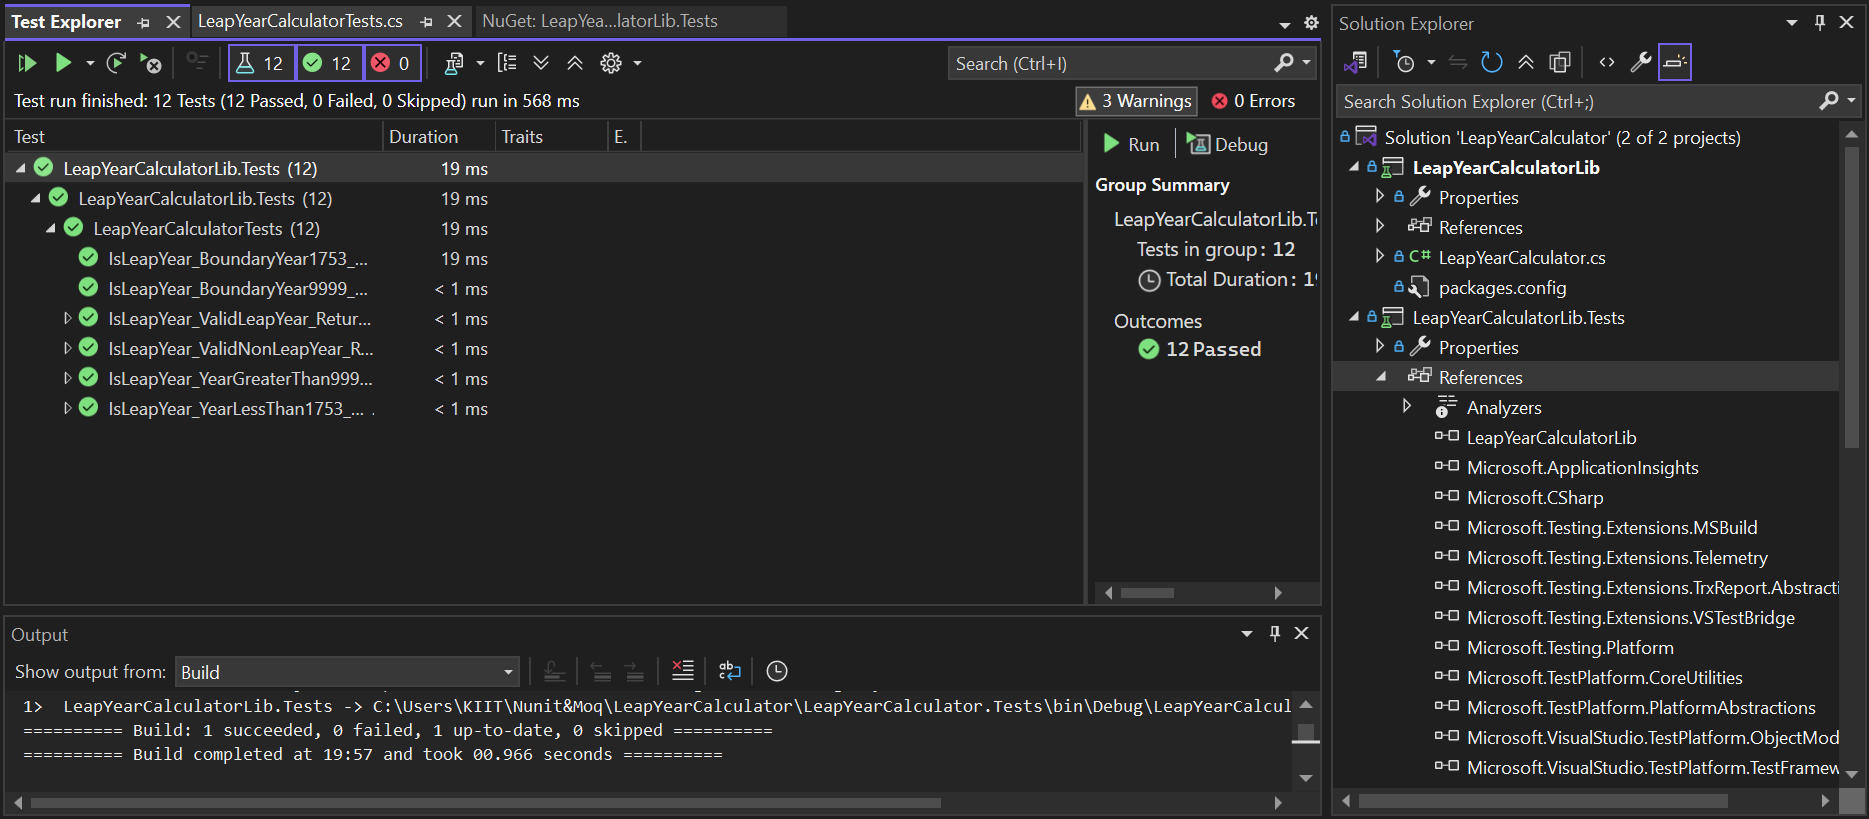 Test Explorer
LeapYearCalculatorTests.cs
NuGet: LeapYea...latorLib.Tests
12
12
0
Search (Ctrl+I)
Test run finished: 12 Tests (12 Passed, 0 Failed, 0 Skipped) run in 568 ms
3 Warnings
0 Errors
Test
Duration
Traits
E.
LeapYearCalculatorLib.Tests (12)
19 ms
LeapYearCalculatorLib.Tests (12)
19 ms
LeapYearCalculatorTests (12)
19 ms
IsLeapYear_BoundaryYear1753_...
19 ms
IsLeapYear_BoundaryYear9999_...
< 1 ms
IsLeapYear_ValidLeapYear_Retur...
< 1 ms
IsLeapYear_ValidNonLeapYear_R...
< 1 ms
IsLeapYear_YearGreaterThan999...
< 1 ms
IsLeapYear_YearLessThan1753_... .
< 1 ms
Run
Debug
Group Summary
LeapYearCalculatorLib.Te
Tests in group: 12
Total Duration: 19
Outcomes
12 Passed
Output
Show output from:
Build
1>  LeapYearCalculatorLib.Tests -> C:\Users\KIIT\Nunit&Moq\LeapYearCalculator\LeapYearCalculator.Tests\bin\Debug\LeapYearCalcul
========== Build: 1 succeeded, 0 failed, 1 up-to-date, 0 skipped ==========
========== Build completed at 19:57 and took 00.966 seconds ==========
Solution Explorer
Search Solution Explorer (Ctrl+;)
Solution 'LeapYearCalculator' (2 of 2 projects)
LeapYearCalculatorLib
Properties
References
C# LeapYearCalculator.cs
packages.config
LeapYearCalculatorLib.Tests
Properties
References
Analyzers
LeapYearCalculatorLib
Microsoft.ApplicationInsights
Microsoft.CSharp
Microsoft.Testing.Extensions.MSBuild
Microsoft.Testing.Extensions.Telemetry
Microsoft.Testing.Extensions.TrxReport.Abstracti
Microsoft.Testing.Extensions.VSTestBridge
Microsoft.Testing.Platform
Microsoft.TestPlatform.CoreUtilities
Microsoft.TestPlatform.PlatformAbstractions
Microsoft.VisualStudio.TestPlatform.ObjectMod
Microsoft.VisualStudio.TestPlatform.TestFramew